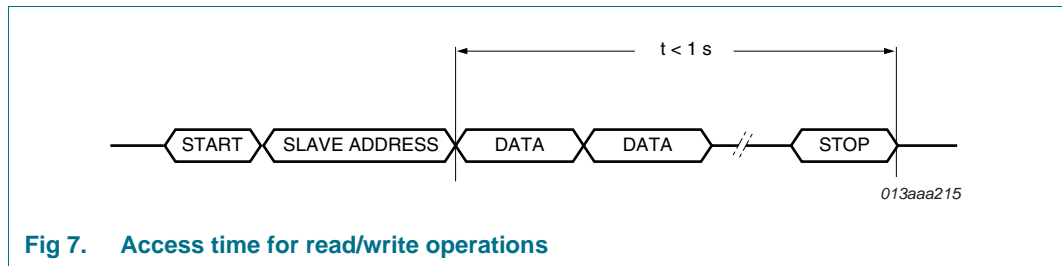 t < 1 s
START SLAVE ADDRESS DATA DATA STOP
013aaa215
Fig 7. Access time for read/write operations